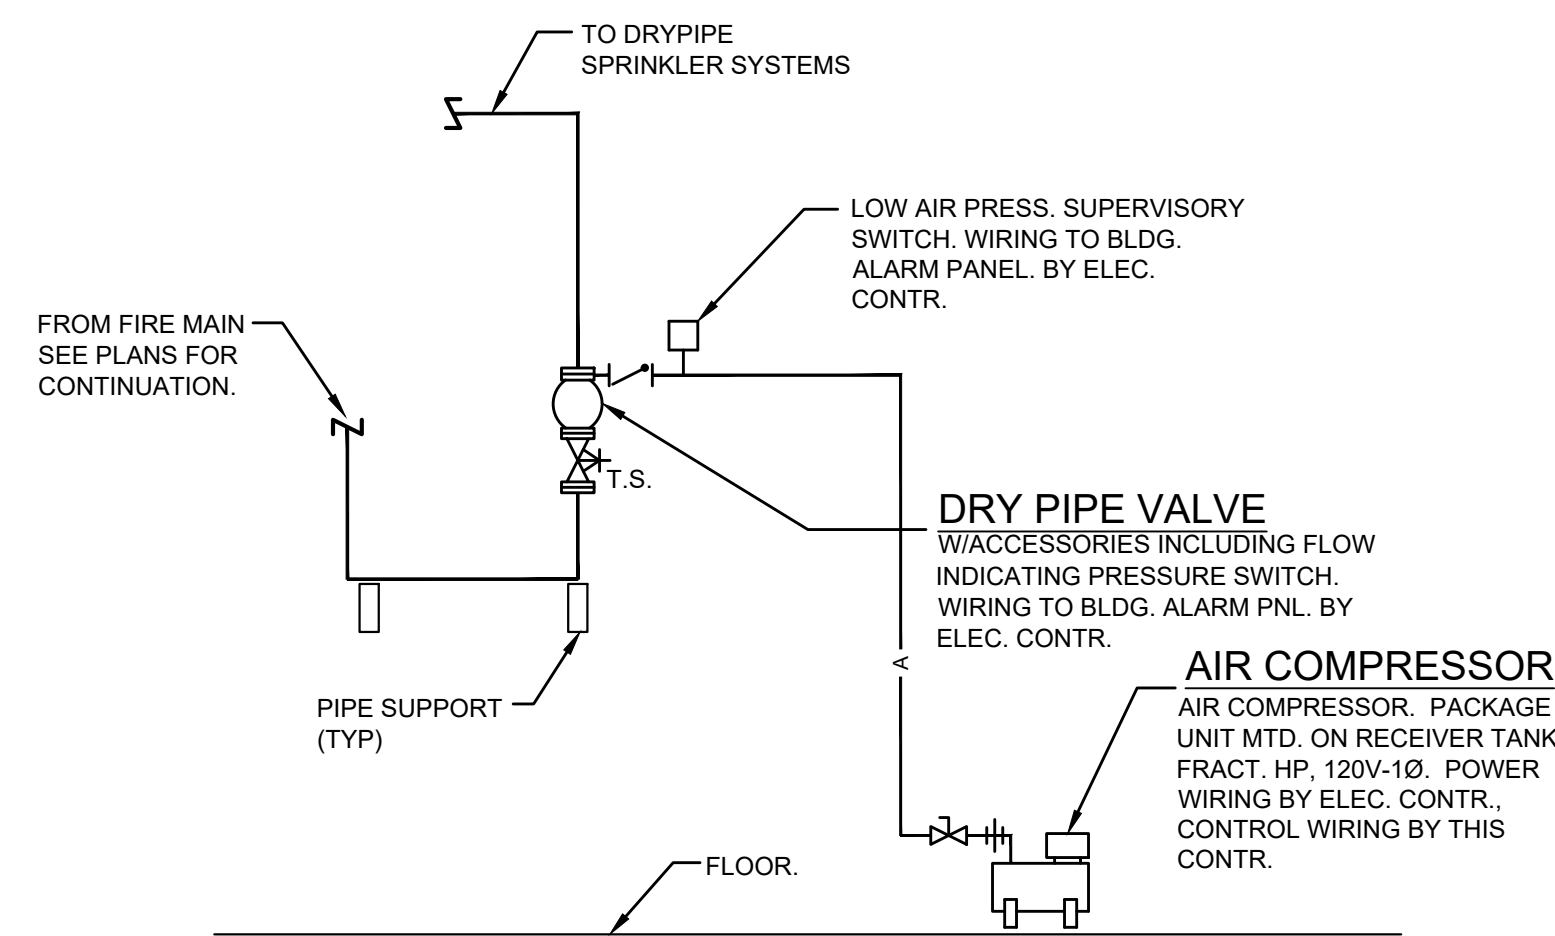 TO DRYPIPE
SPRINKLER SYSTEMS
LOW AIR PRESS. SUPERVISORY
SWITCH. WIRING TO BLDG.
ALARM PANEL. BY ELEC.
CONTR.
FROM FIRE MAIN
SEE PLANS FOR
CONTINUATION.
T.S.
DRY PIPE VALVE
W/ACCESSORIES INCLUDING FLOW
INDICATING PRESSURE SWITCH.
WIRING TO BLDG. ALARM PNL. BY
ELEC. CONTR.
A
PIPE SUPPORT
(TYP)
AIR COMPRESSOR
AIR COMPRESSOR. PACKAGE
UNIT MTD. ON RECEIVER TANK
FRACT. HP, 120V-1Ø. POWER
WIRING BY ELEC. CONTR.,
CONTROL WIRING BY THIS
CONTR.
FLOOR.